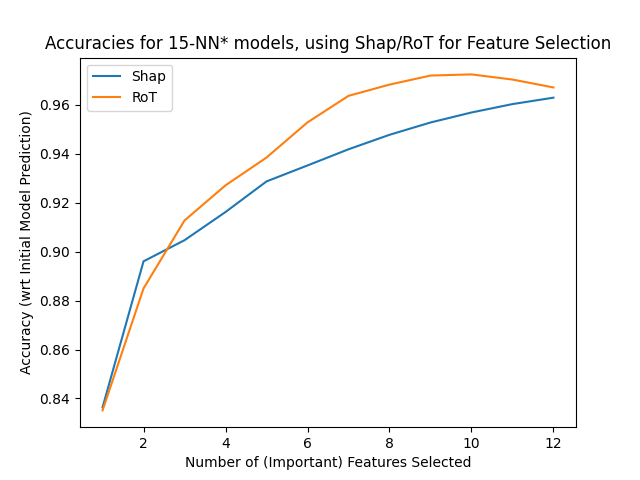 Accuracies for 15-NN* models, using Shap/RoT for Feature Selection
Shap
RoT
Accuracy (wrt Initial Model Prediction)
0.96
0.94
0.92
0.90
0.88
0.86
0.84
2 4 6 8 10 12
Number of (Important) Features Selected